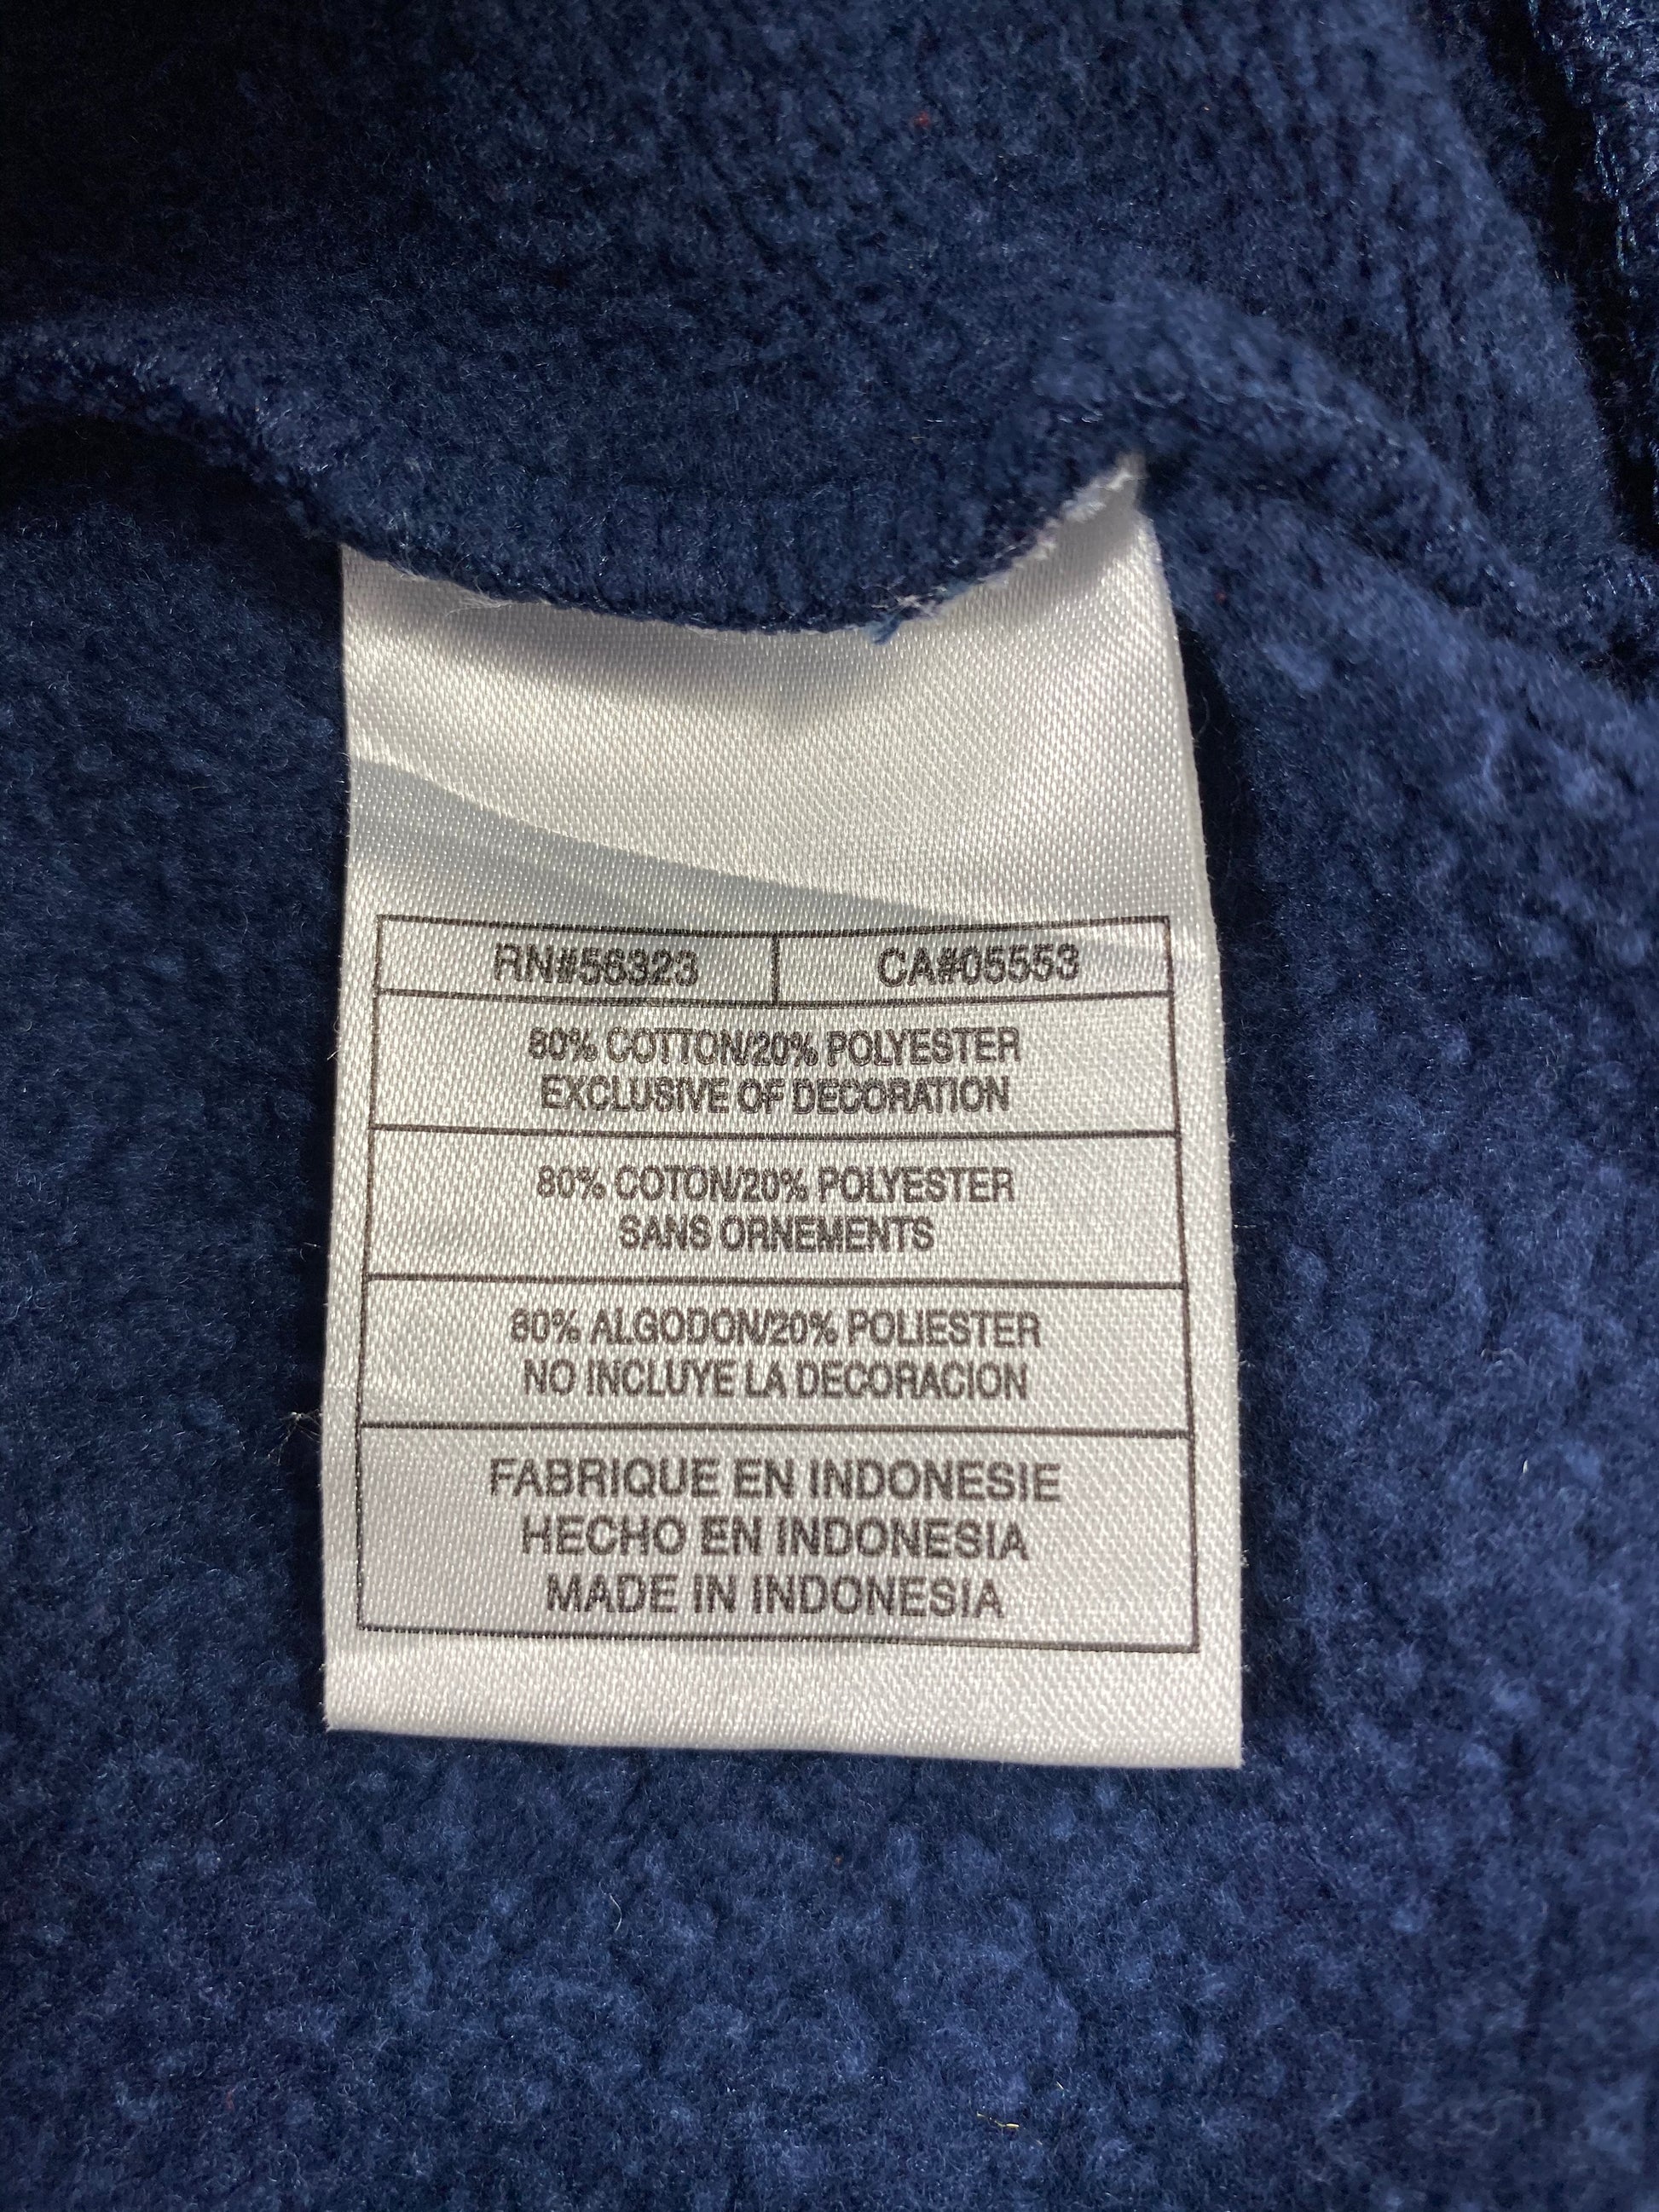 RN#56323 CA#05553
80% COTTON/20% POLYESTER
EXCLUSIVE OF DECORATION
80% COTON/20% POLYESTER
SANS ORNEMENTS
80% ALGODON/20% POLIESTER
NO INCLUYE LA DECORACION
FABRIQUE EN INDONESIE
HECHO EN INDONESIA
MADE IN INDONESIA